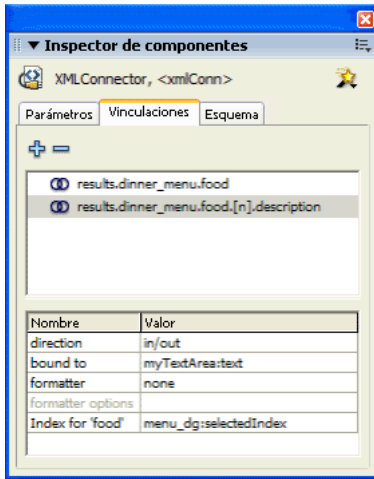 Inspector de componentes
XMLConnector, <xmlConn>
Parámetros Vinculaciones Esquema
results.dinner_menu.food
results.dinner_menu.food.[n].description
Nombre Valor
direction in/out
bound to myTextArea:text
formatter none
formatter options
Index for 'food' menu_dg:selectedIndex